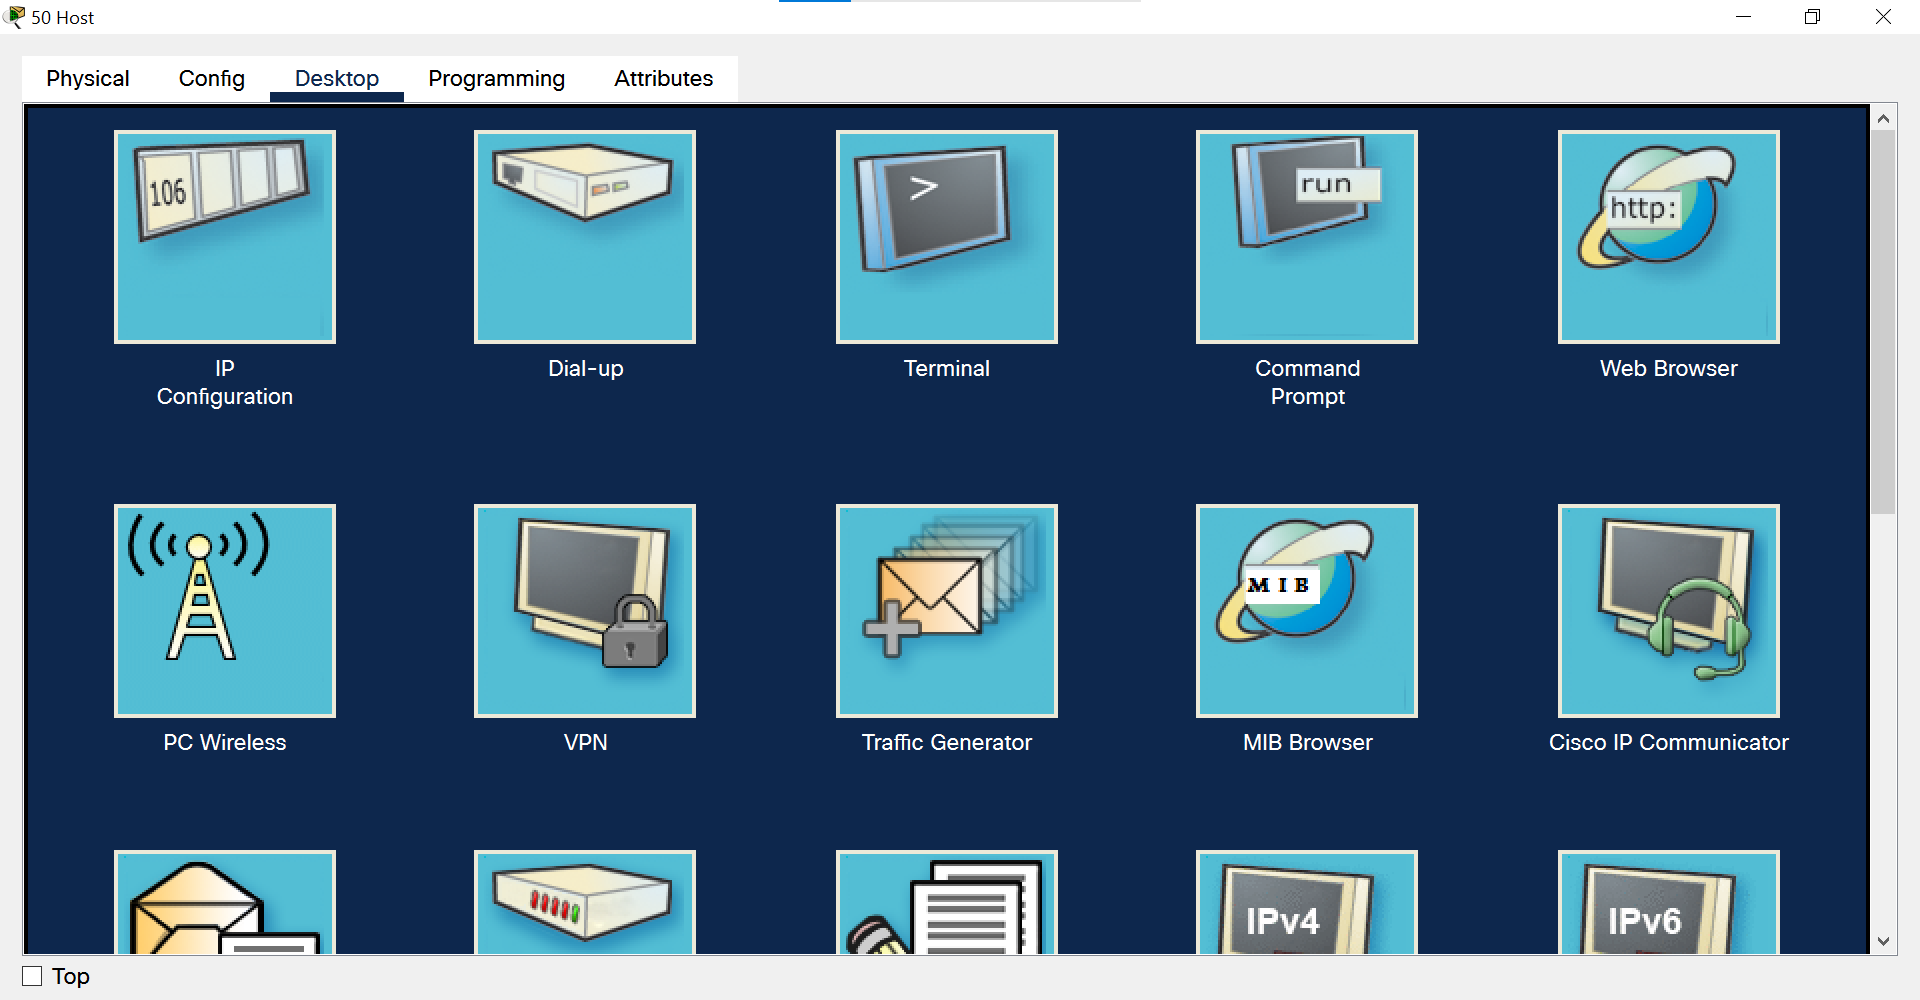 50 Host
Physical Config Desktop Programming Attributes
106
>
run
http:
IP
Configuration
Dial-up
Terminal
Command
Prompt
Web Browser
MIB
PC Wireless
VPN
Traffic Generator
MIB Browser
Cisco IP Communicator
IPv4
IPv6
Top